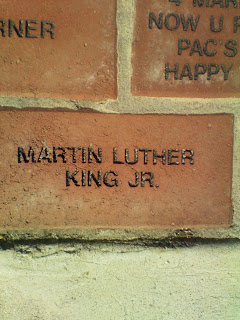 RNER
NOW U
PAC'S
HAPPY
MARTIN LUTHER
KING JR.